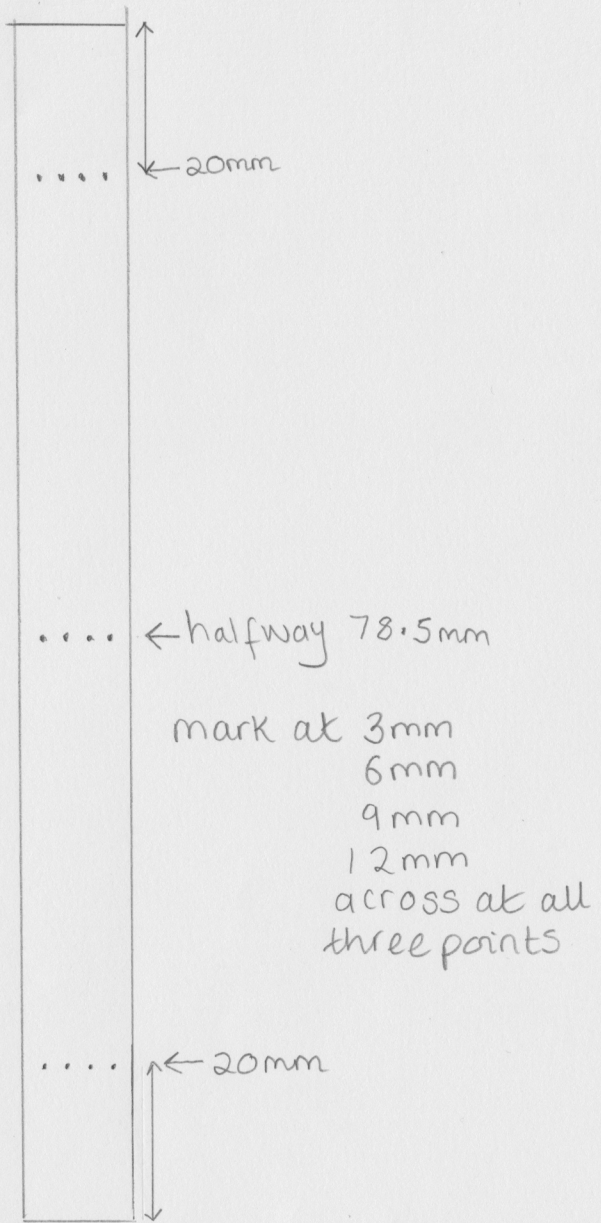 ←20mm
←halfway 78.5mm
mark at 3mm
6mm
9mm
12mm
across at all
three points
←20mm